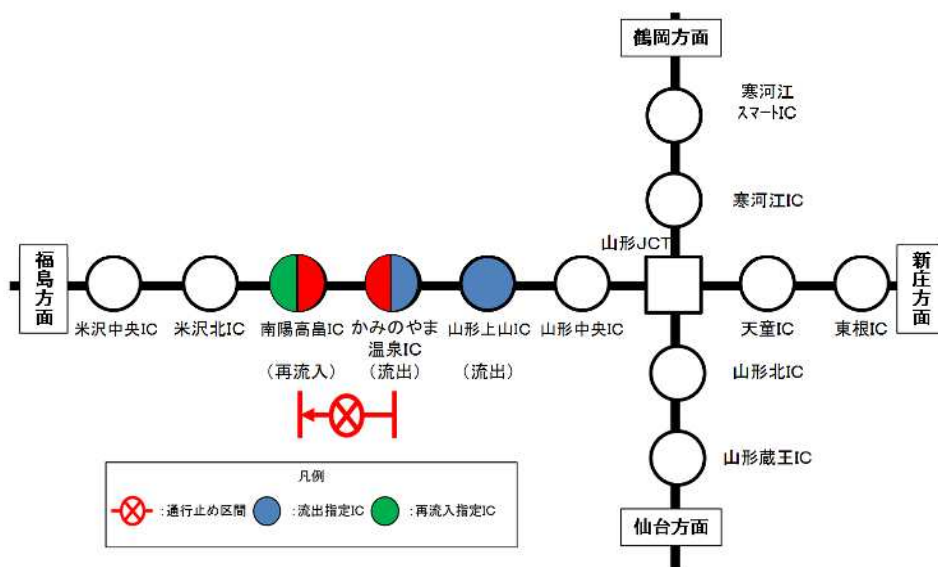 鶴岡方面
寒河江
スマートIC
寒河江IC
山形JCT
福島方面
新庄方面
米沢中央IC
米沢北IC
南陽高畠IC
(再流入)
かみのやま
温泉IC
(流出)
山形上山IC
(流出)
山形中央IC
天童IC
東根IC
山形北IC
山形蔵王IC
仙台方面
凡例
:通行止め区間
:流出指定IC
:再流入指定IC